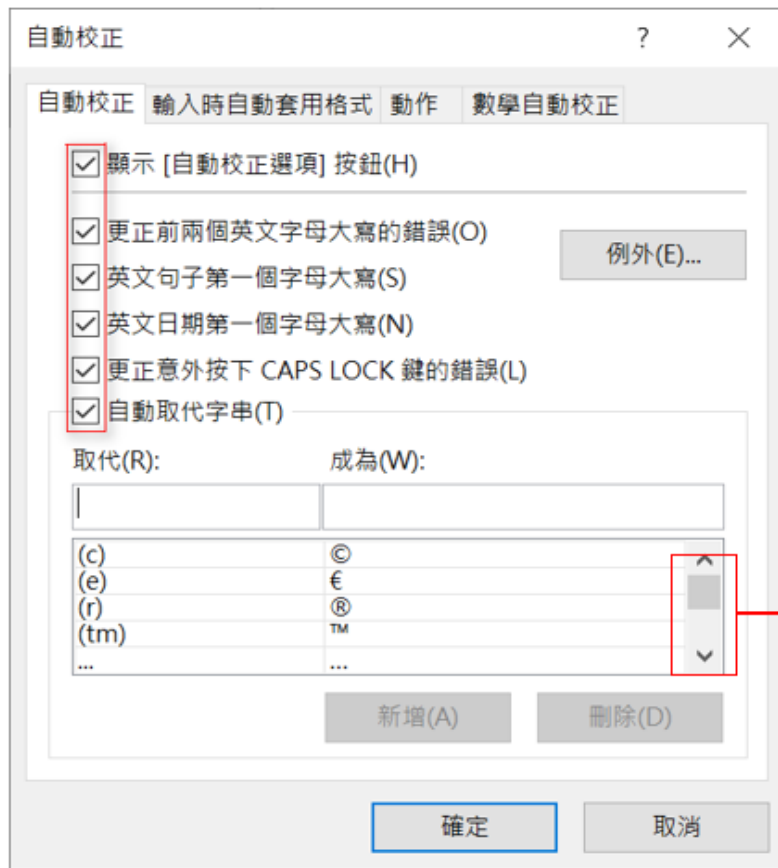 自動校正 ?
自動校正 輸入時自動套用格式 動作 數學自動校正
顯示 [自動校正選項] 按鈕(H)
更正前兩個英文字母大寫的錯誤(O)
例外(E)...
英文句子第一個字母大寫(S)
英文日期第一個字母大寫(N)
更正意外按下 CAPS LOCK 鍵的錯誤(L)
自動取代字串(T)
取代(R): 成為(W):
(c) ©
(e) €
(r) ®
(tm) ™
... ...
新增(A) 刪除(D)
確定 取消